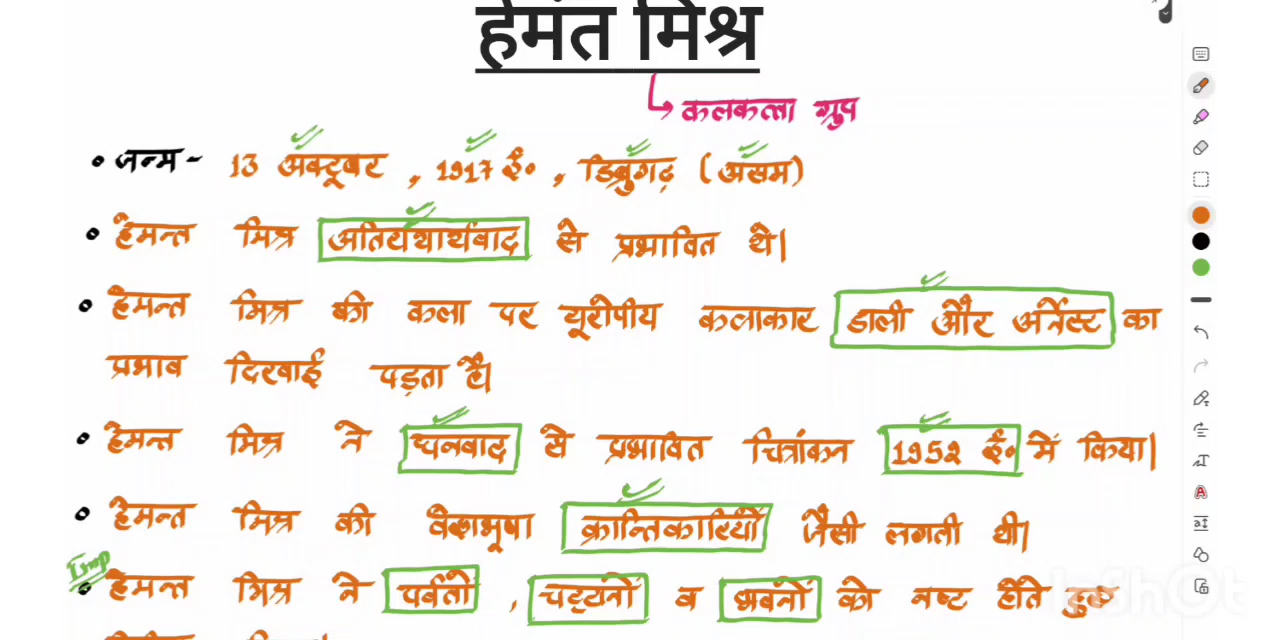 हेमंत मिश्र
कलकत्ता ग्रुप
• जन्म - 13 अक्टूबर , 1917 ई० , डिब्रुगढ़ (असम)
• हेमन्त मिश्र अतियथार्थवाद से प्रभावित थे।
• हेमन्त मिश्र की कला पर यूरोपीय कलाकार डाली और अर्नेस्ट का
प्रभाव दिखाई पड़ता है।
• हेमन्त मिश्र ने घनवाद से प्रभावित चित्रांकन 1952 ई० में किया।
• हेमन्त मिश्र की वेशभूषा क्रान्तिकारियों जैसी लगती थी।
Imp
• हेमन्त मिश्र ने पर्वतों , चट्टानों व भवनों को नष्ट होते हुए
InShOt